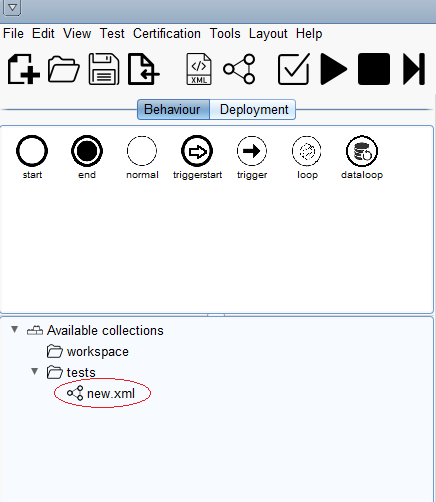 File Edit View Test Certification Tools Layout Help
XML
Behaviour Deployment
start end normal triggerstart trigger loop dataloop
Available collections
workspace
tests
new.xml